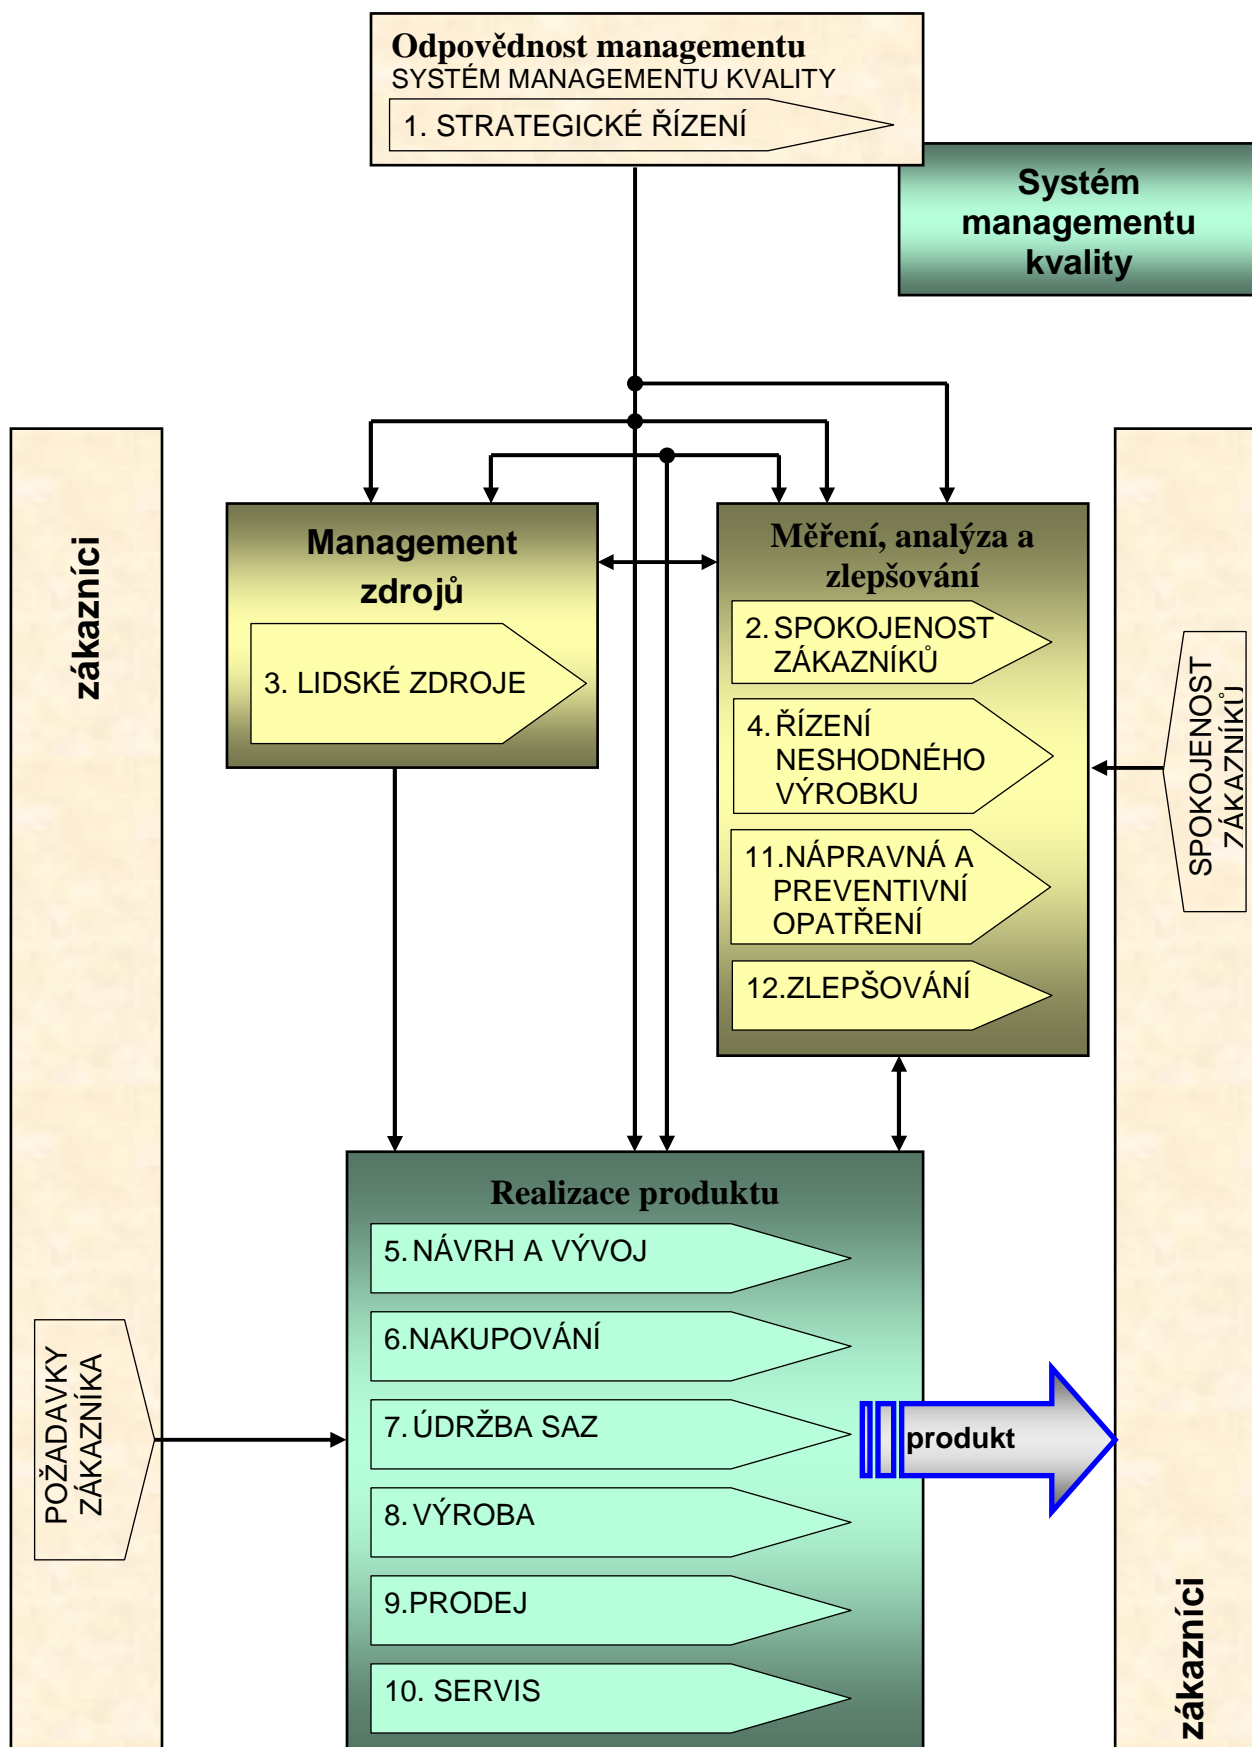 Odpovědnost managementu
SYSTÉM MANAGEMENTU KVALITY
1. STRATEGICKÉ ŘÍZENÍ
Systém
managementu
kvality
zákazníci
Management
zdrojů
3. LIDSKÉ ZDROJE
Měření, analýza a
zlepšování
2. SPOKOJENOST
ZÁKAZNÍKŮ
4. ŘÍZENÍ
NESHODNÉHO
VÝROBKU
11.NÁPRAVNÁ A
PREVENTIVNÍ
OPATŘENÍ
12.ZLEPŠOVÁNÍ
SPOKOJENOST
ZÁKAZNÍKŮ
Realizace produktu
5. NÁVRH A VÝVOJ
6.NAKUPOVÁNÍ
7. ÚDRŽBA SAZ
8. VÝROBA
9.PRODEJ
10. SERVIS
POŽADAVKY
ZÁKAZNÍKA
produkt
zákazníci